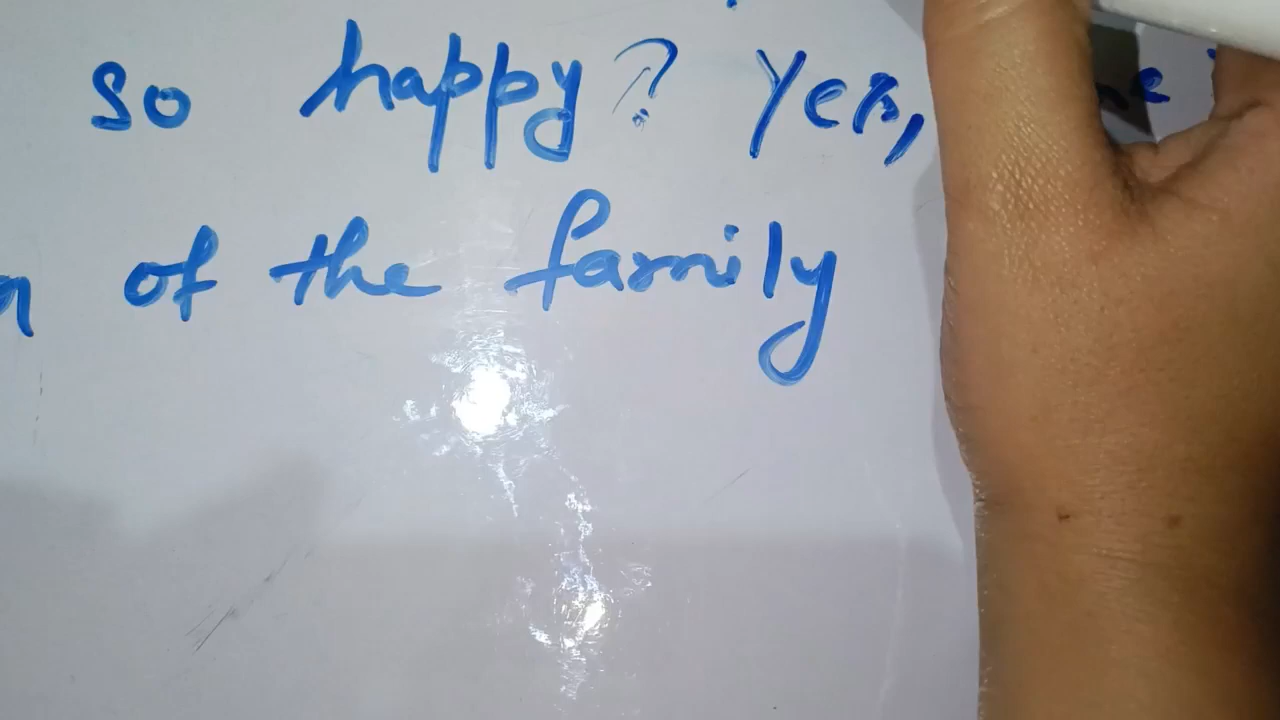 so happy? Yes,
of the family